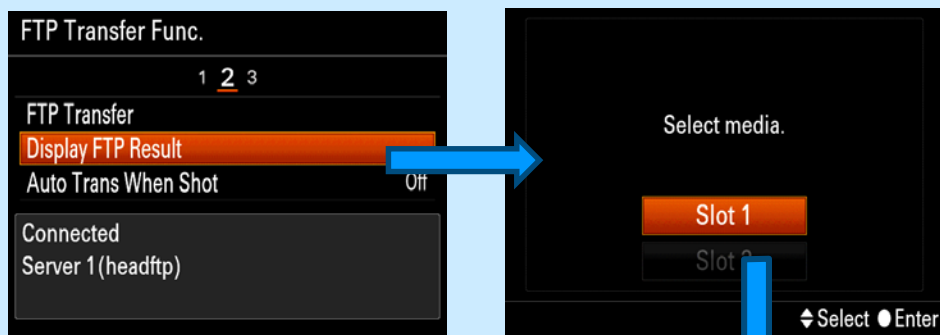 FTP Transfer Func.
1 2 3
FTP Transfer
Display FTP Result
Auto Trans When Shot Off
Connected
Server 1(headftp)
Select media.
Slot 1
Slot
Select Enter